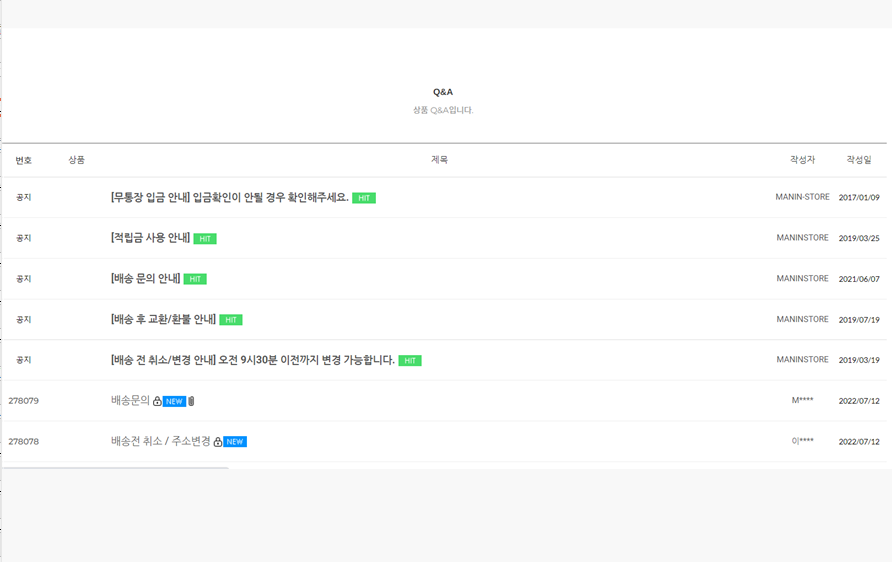 Q&A
상품 Q&A입니다.
번호 상품 제목 작성자 작성일
공지 [무통장 입금 안내] 입금확인이 안될 경우 확인해주세요. HIT MANIN-STORE 2017/01/09
공지 [적립금 사용 안내] HIT MANINSTORE 2019/03/25
공지 [배송 문의 안내] HIT MANINSTORE 2021/06/07
공지 [배송 후 교환/환불 안내] HIT MANINSTORE 2019/07/19
공지 [배송 전 취소/변경 안내] 오전 9시30분 이전까지 변경 가능합니다. HIT MANINSTORE 2019/03/19
278079 배송문의 NEW M**** 2022/07/12
278078 배송전 취소 / 주소변경 NEW 이**** 2022/07/12